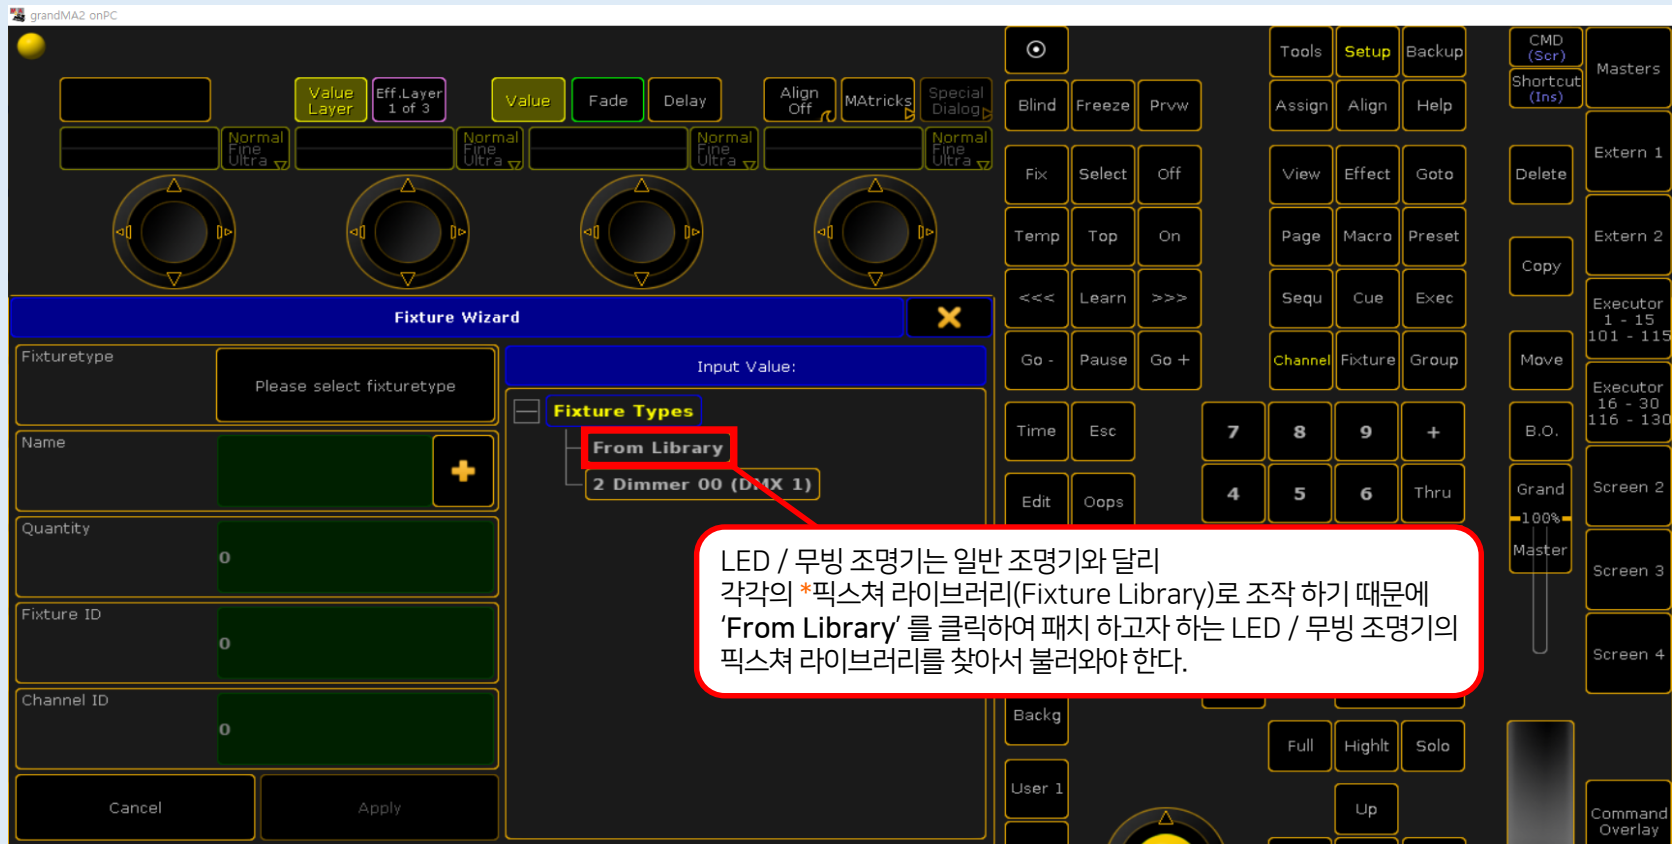 grandMA2 onPC
Value Layer
Eff.Layer 1 of 3
Value
Fade
Delay
Align Off
MAtricks
Special Dialog
Normal Fine Ultra
Normal Fine Ultra
Normal Fine Ultra
Normal Fine Ultra
Tools Setup Backup
CMD (Scr)
Masters
Shortcut (Ins)
Blind Freeze Prvw
Assign Align Help
Extern 1
Fix Select Off
View Effect Goto
Delete
Temp Top On
Page Macro Preset
Extern 2
Copy
<<< Learn >>>
Sequ Cue Exec
Executor
1 - 15
101 - 115
Go - Pause Go +
Channel Fixture Group
Move
Executor
16 - 30
116 - 130
Time Esc
7 8 9 +
B.O.
Edit Oops
4 5 6 Thru
Grand
100%
Master
Screen 2
Screen 3
Screen 4
Fixture Wizard
Fixturetype
Please select fixturetype
Name
Quantity
0
Fixture ID
0
Channel ID
0
Cancel
Apply
Input Value:
Fixture Types
From Library
2 Dimmer 00 (DMX 1)
LED / 무빙 조명기는 일반 조명기와 달리
각각의 *픽스쳐 라이브러리(Fixture Library)로 조작 하기 때문에
‘From Library’ 를 클릭하여 패치 하고자 하는 LED / 무빙 조명기의
픽스쳐 라이브러리를 찾아서 불러와야 한다.
Backg
Full Highlt Solo
User 1
Up
Command
Overlay